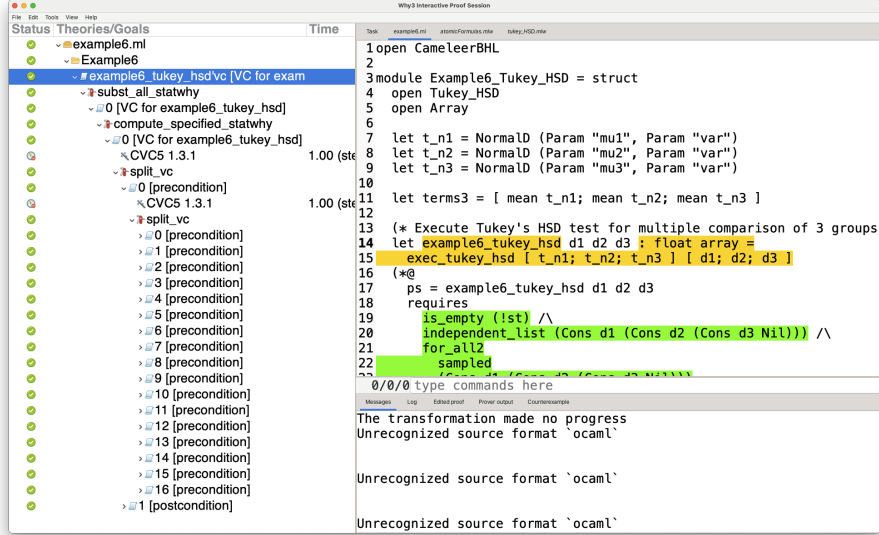 Why3 Interactive Proof Session
File Edit Tools View Help
Status Theories/Goals Time
example6.ml
Example6
example6_tukey_hsd'vc [VC for exam
subst_all_statwhy
0 [VC for example6_tukey_hsd]
compute_specified_statwhy
0 [VC for example6_tukey_hsd]
CVC5 1.3.1 1.00 (ste
split_vc
0 [precondition]
CVC5 1.3.1 1.00 (ste
split_vc
0 [precondition]
1 [precondition]
2 [precondition]
3 [precondition]
4 [precondition]
5 [precondition]
6 [precondition]
7 [precondition]
8 [precondition]
9 [precondition]
10 [precondition]
11 [precondition]
12 [precondition]
13 [precondition]
14 [precondition]
15 [precondition]
16 [precondition]
1 [postcondition]
Task example6.ml atomicFormulas.mlw tukey_HSD.mlw
1 open CameleerBHL
2
3 module Example6_Tukey_HSD = struct
4 open Tukey_HSD
5 open Array
6
7 let t_n1 = NormalD (Param "mu1", Param "var")
8 let t_n2 = NormalD (Param "mu2", Param "var")
9 let t_n3 = NormalD (Param "mu3", Param "var")
10
11 let terms3 = [ mean t_n1; mean t_n2; mean t_n3 ]
12
13 (* Execute Tukey's HSD test for multiple comparison of 3 groups
14 let example6_tukey_hsd d1 d2 d3 : float array =
15 exec_tukey_hsd [ t_n1; t_n2; t_n3 ] [ d1; d2; d3 ]
16 (*@
17 ps = example6_tukey_hsd d1 d2 d3
18 requires
19 is_empty (!st) /\
20 independent_list (Cons d1 (Cons d2 (Cons d3 Nil))) /\
21 for_all2
22 sampled
23 (Cons d1 (Cons d2 (Cons d3 Nil)))
0/0/0 type commands here
Messages Log Edited proof Prover output Counterexample
The transformation made no progress
Unrecognized source format `ocaml`
Unrecognized source format `ocaml`
Unrecognized source format `ocaml`